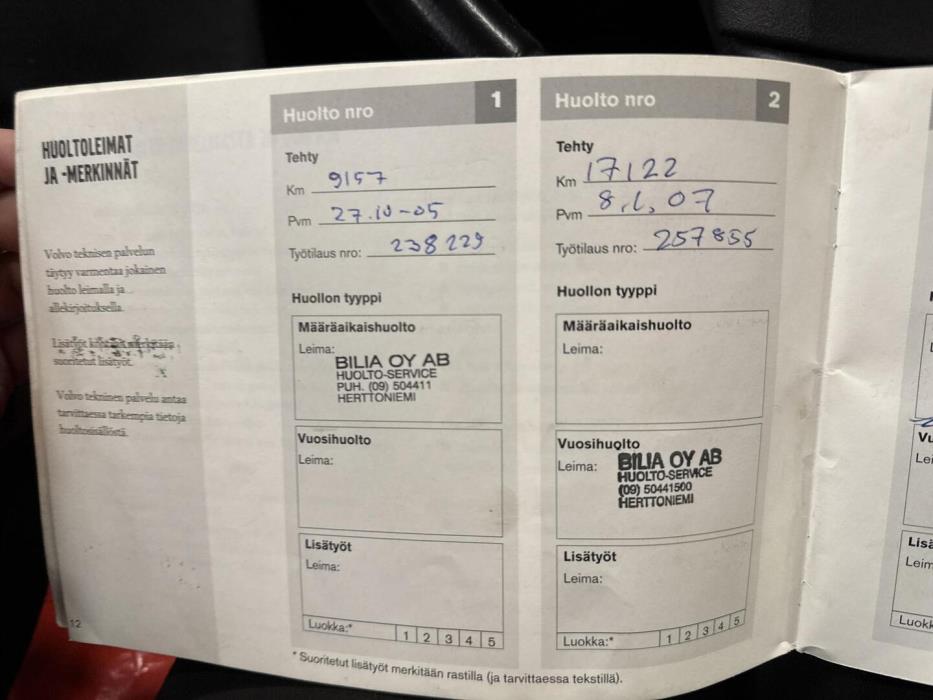 HUOLTOLEIMAT
JA -MERKINNÄT
Volvo teknisen palvelun
täytyy varmentaa jokainen
huolto leimalla ja
allekirjoituksella.
Lisätyöt
suoritetut lisätyöt.
Volvo tekninen palvelu antaa
tarvittaessa tarkempia tietoja
huoltosisällöstä.
12
Huolto nro 1
Tehty
Km 9157
Pvm 27.10-05
Työtilaus nro: 238229
Huollon tyyppi
Määräaikaishuolto
Leima:
BILIA OY AB
HUOLTO-SERVICE
PUH. (09) 504411
HERTTONIEMI
Vuosihuolto
Leima:
Lisätyöt
Leima:
Luokka:* 1 2 3 4 5
* Suoritetut lisätyöt merkitään rastilla (ja tarvittaessa tekstillä).
Huolto nro 2
Tehty
Km 17122
Pvm 8.1.07
Työtilaus nro: 257855
Huollon tyyppi
Määräaikaishuolto
Leima:
Vuosihuolto
Leima:
BILIA OY AB
HUOLTO-SERVICE
(09) 50441500
HERTTONIEMI
Lisätyöt
Leima:
Luokka:* 1 2 3 4 5